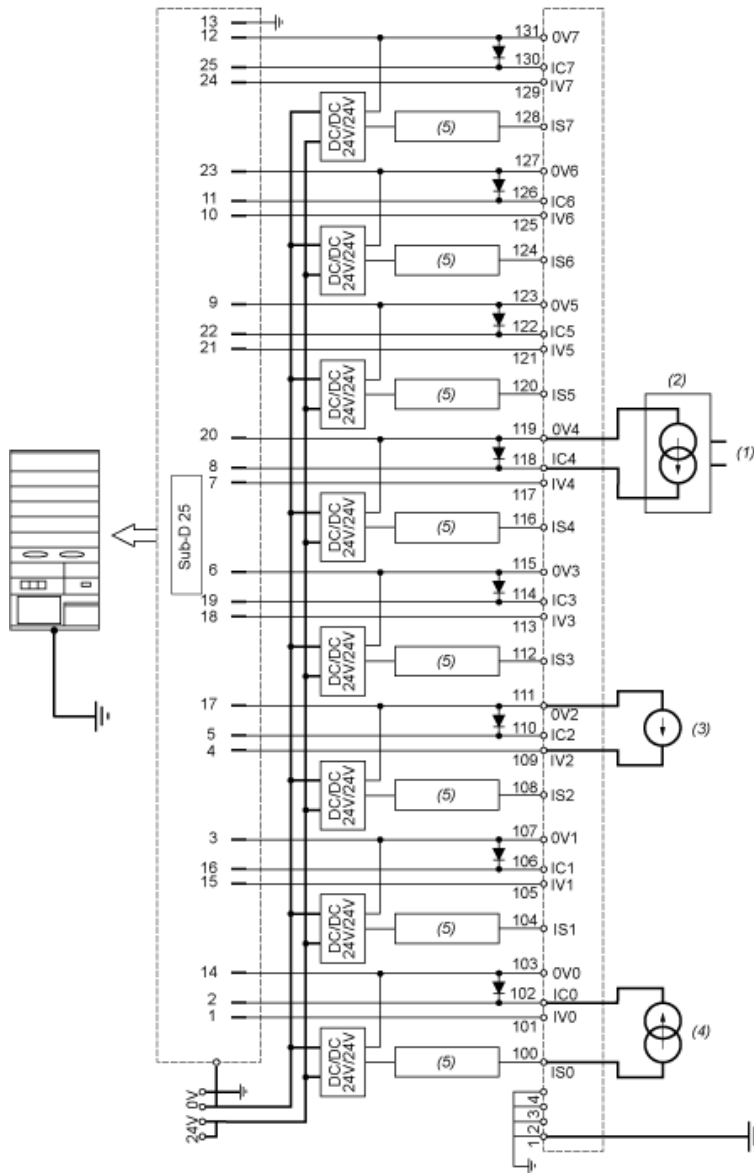 13
12 131 0V7
25 130 IC7
24 129 IV7
DC/DC 24V/24V (5) 128 IS7
23 127 0V6
11 126 IC6
10 125 IV6
DC/DC 24V/24V (5) 124 IS6
9 123 0V5
22 122 IC5
21 121 IV5
DC/DC 24V/24V (5) 120 IS5
(2)
20 119 0V4
(1)
8 118 IC4
7 117 IV4
Sub-D 25
DC/DC 24V/24V (5) 116 IS4
6 115 0V3
19 114 IC3
18 113 IV3
DC/DC 24V/24V (5) 112 IS3
17 111 0V2
(3)
5 110 IC2
4 109 IV2
DC/DC 24V/24V (5) 108 IS2
3 107 0V1
16 106 IC1
15 105 IV1
DC/DC 24V/24V (5) 104 IS1
14 103 0V0
2 102 IC0
1 101 IV0
(4)
DC/DC 24V/24V (5) 100 IS0
0V
24V
4
3
2
1